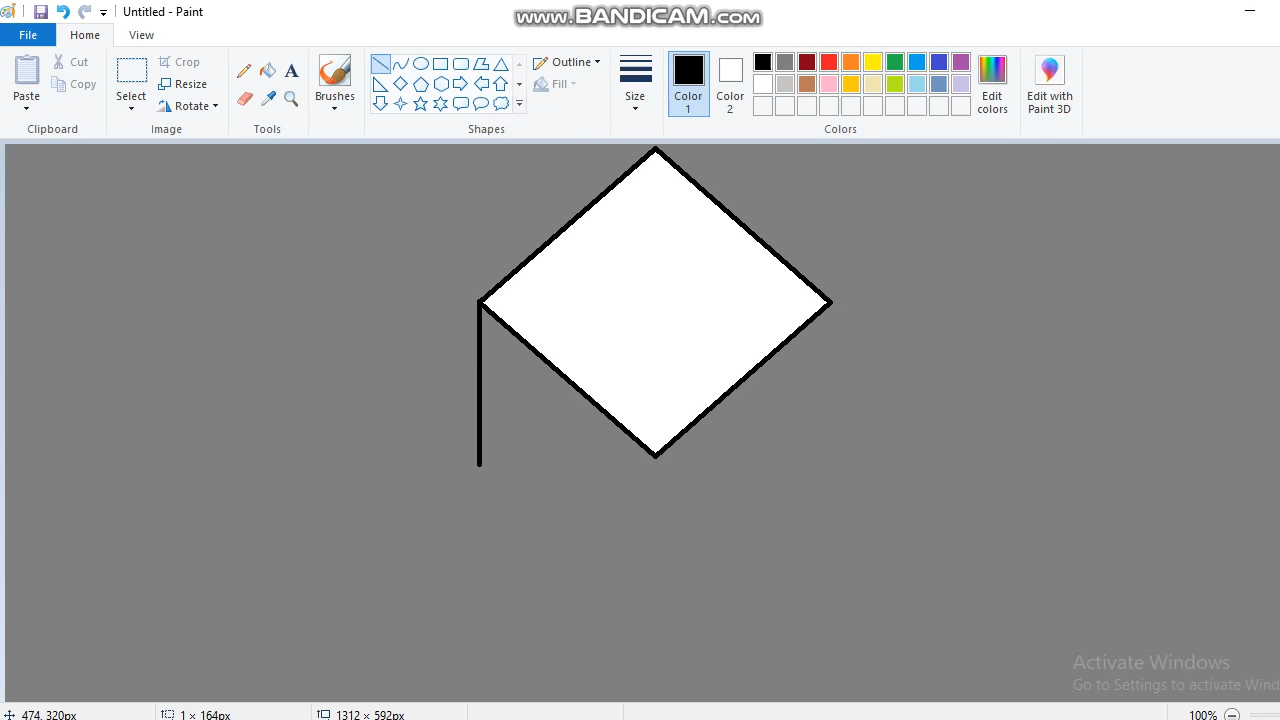 www.BANDICAM.com
Untitled - Paint
File Home View
Paste
Cut
Copy
Clipboard
Select
Crop
Resize
Rotate
Image
A
Tools
Brushes
Outline
Fill
Shapes
Size
Color 1
Color 2
Edit colors
Colors
Edit with Paint 3D
Activate Windows
Go to Settings to activate Wind
474, 320px
1 × 164px
1312 × 592px
100%